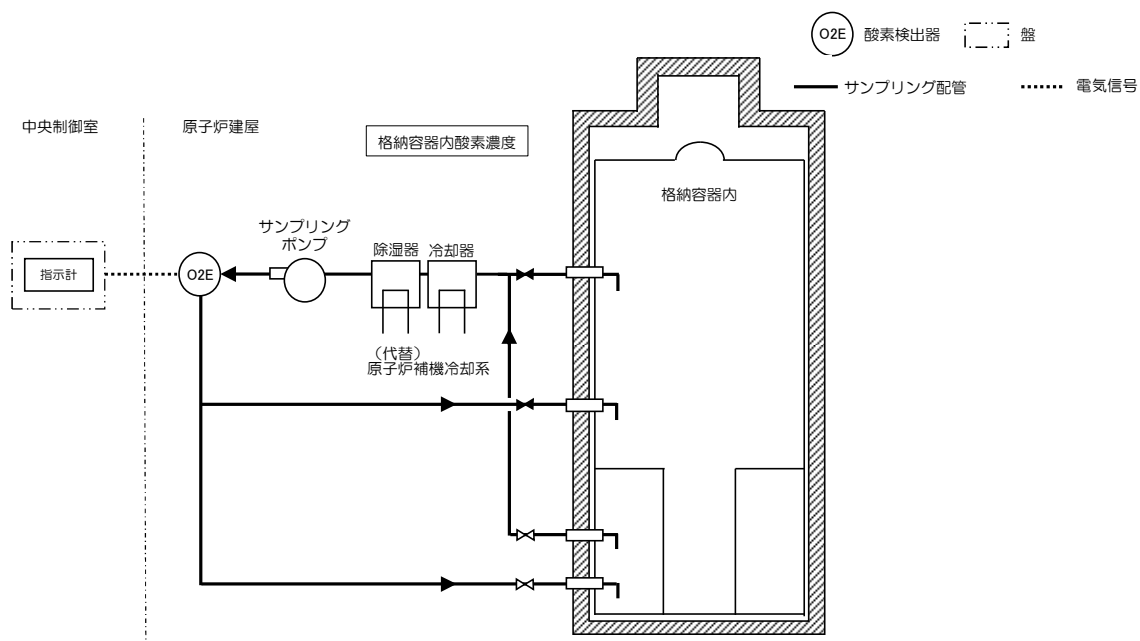 O2E 酸素検出器
盤
サンプリング配管
電気信号
中央制御室
原子炉建屋
格納容器内酸素濃度
格納容器内
サンプリング
ポンプ
除湿器
冷却器
指示計
O2E
(代替)
原子炉補機冷却系